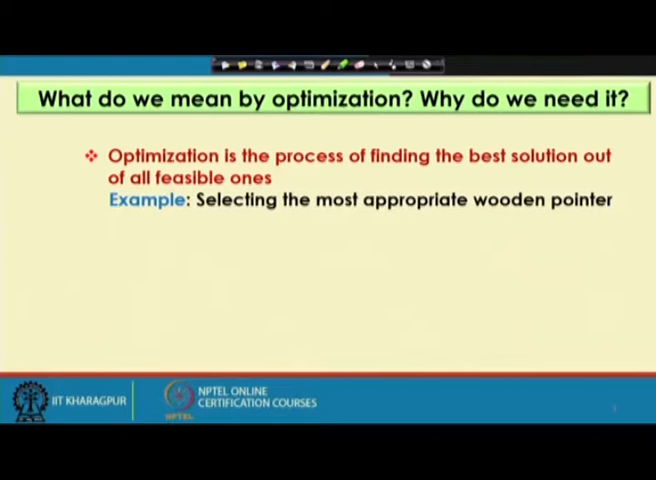 What do we mean by optimization? Why do we need it?
❖ Optimization is the process of finding the best solution out
of all feasible ones
Example: Selecting the most appropriate wooden pointer
IIT KHARAGPUR
NPTEL
NPTEL ONLINE
CERTIFICATION COURSES